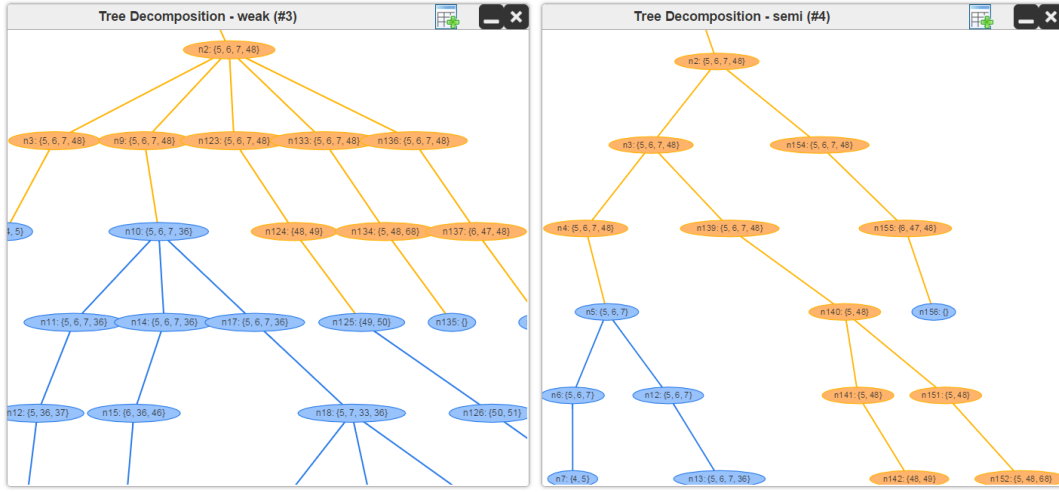 Tree Decomposition - weak (#3)
n2: {5, 6, 7, 48}
n3: {5, 6, 7, 48}
n9: {5, 6, 7, 48}
n123: {5, 6, 7, 48}
n133: {5, 6, 7, 48}
n136: {5, 6, 7, 48}
4, 5}
n10: {5, 6, 7, 36}
n124: {48, 49}
n134: {5, 48, 68}
n137: {6, 47, 48}
n11: {5, 6, 7, 36}
n14: {5, 6, 7, 36}
n17: {5, 6, 7, 36}
n125: {49, 50}
n135: {}
n12: {5, 36, 37}
n15: {6, 36, 46}
n18: {5, 7, 33, 36}
n126: {50, 51}
Tree Decomposition - semi (#4)
n2: {5, 6, 7, 48}
n3: {5, 6, 7, 48}
n154: {5, 6, 7, 48}
n4: {5, 6, 7, 48}
n139: {5, 6, 7, 48}
n155: {6, 47, 48}
n5: {5, 6, 7}
n140: {5, 48}
n156: {}
n6: {5, 6, 7}
n12: {5, 6, 7}
n141: {5, 48}
n151: {5, 48}
n7: {4, 5}
n13: {5, 6, 7, 36}
n142: {48, 49}
n152: {5, 48, 68}